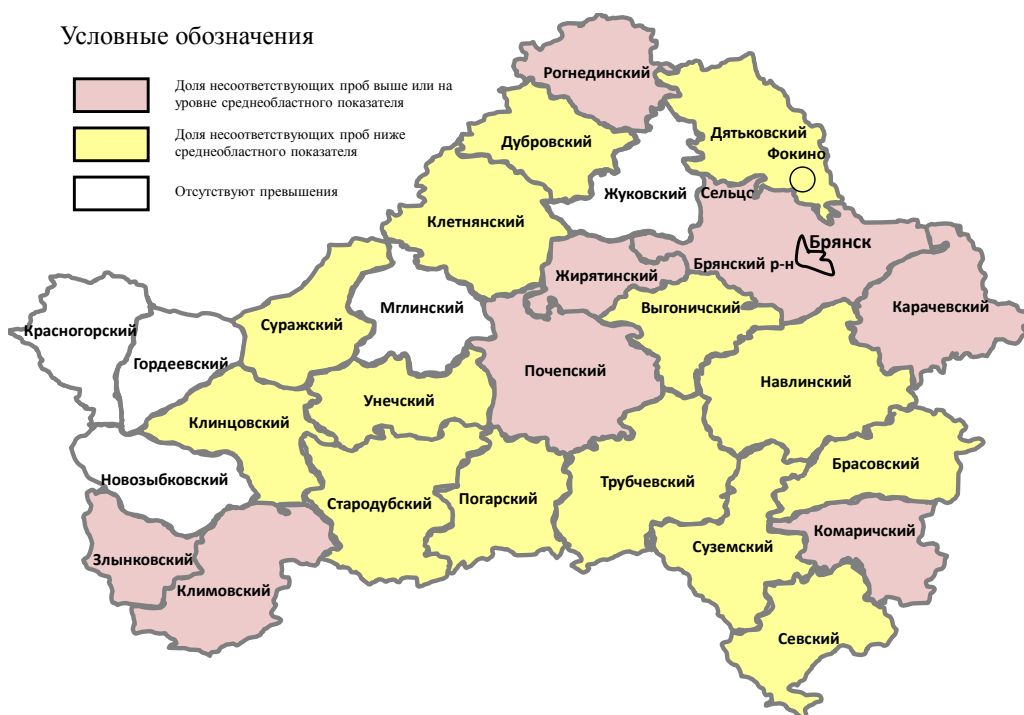 Условные обозначения
Доля несоответствующих проб выше или на
уровне среднеобластного показателя
Доля несоответствующих проб ниже
среднеобластного показателя
Отсутствуют превышения
Рогнединский
Дубровский
Дятьковский
Фокино
Жуковский
Сельцо
Клетнянский
Брянск
Брянский р-н
Жирятинский
Мглинский
Выгоничский
Карачевский
Суражский
Красногорский
Гордеевский
Почепский
Навлинский
Унечский
Клинцовский
Брасовский
Новозыбковский
Трубчевский
Погарский
Стародубский
Комаричский
Суземский
Злынковский
Климовский
Севский